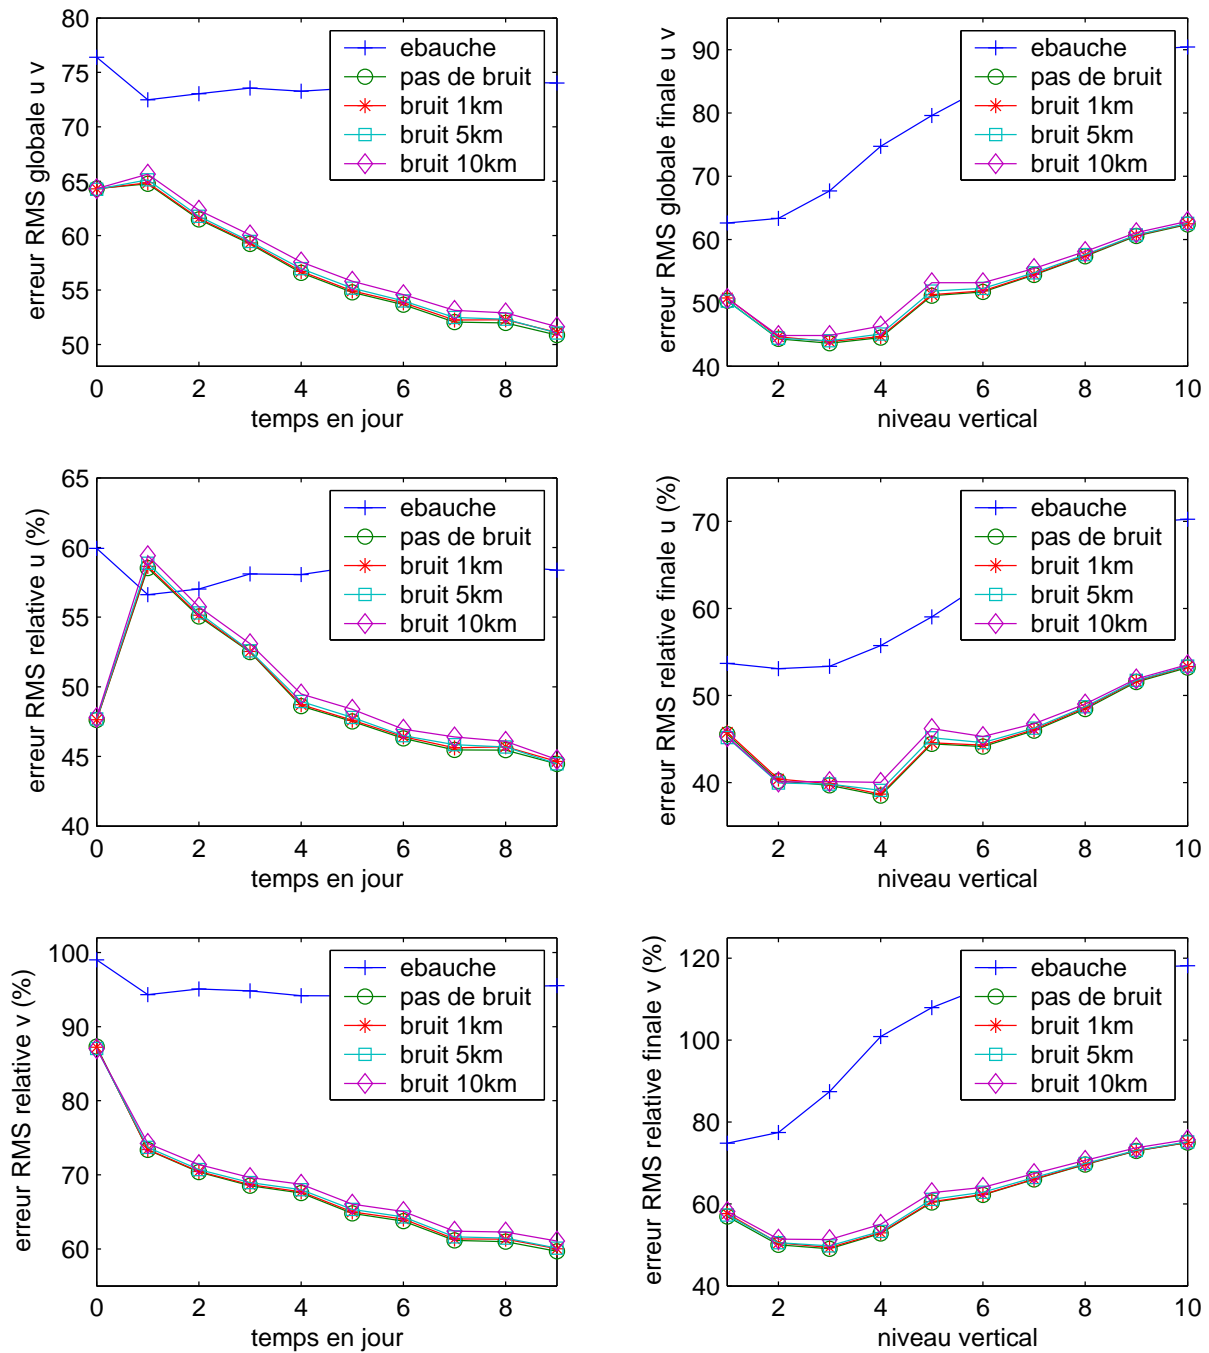 erreur RMS globale u v
80
75
70
65
60
55
50
0 2 4 6 8
temps en jour
ebauche
pas de bruit
bruit 1km
bruit 5km
bruit 10km
erreur RMS globale finale u v
90
80
70
60
50
40
2 4 6 8 10
niveau vertical
ebauche
pas de bruit
bruit 1km
bruit 5km
bruit 10km
erreur RMS relative u (%)
65
60
55
50
45
40
0 2 4 6 8
temps en jour
ebauche
pas de bruit
bruit 1km
bruit 5km
bruit 10km
erreur RMS relative finale u (%)
70
60
50
40
2 4 6 8 10
niveau vertical
ebauche
pas de bruit
bruit 1km
bruit 5km
bruit 10km
erreur RMS relative v (%)
100
90
80
70
60
0 2 4 6 8
temps en jour
ebauche
pas de bruit
bruit 1km
bruit 5km
bruit 10km
erreur RMS relative finale v (%)
120
100
80
60
40
2 4 6 8 10
niveau vertical
ebauche
pas de bruit
bruit 1km
bruit 5km
bruit 10km